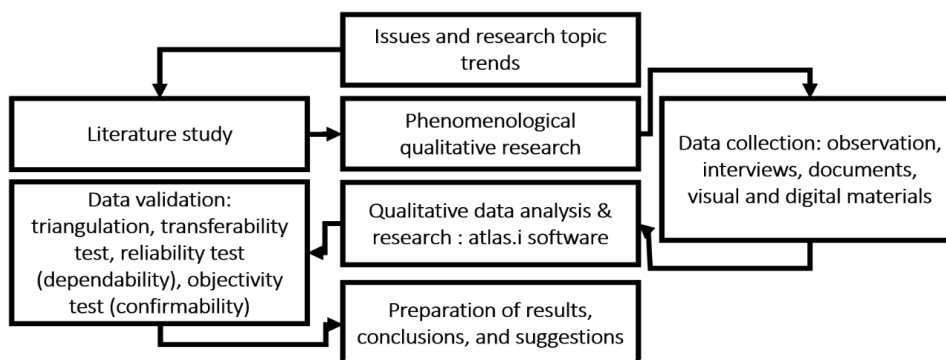 Issues and research topic
trends
Literature study
Phenomenological
qualitative research
Data collection: observation,
interviews, documents,
visual and digital materials
Qualitative data analysis &
research : atlas.i software
Data validation:
triangulation, transferability
test, reliability test
(dependability), objectivity
test (confirmability)
Preparation of results,
conclusions, and suggestions